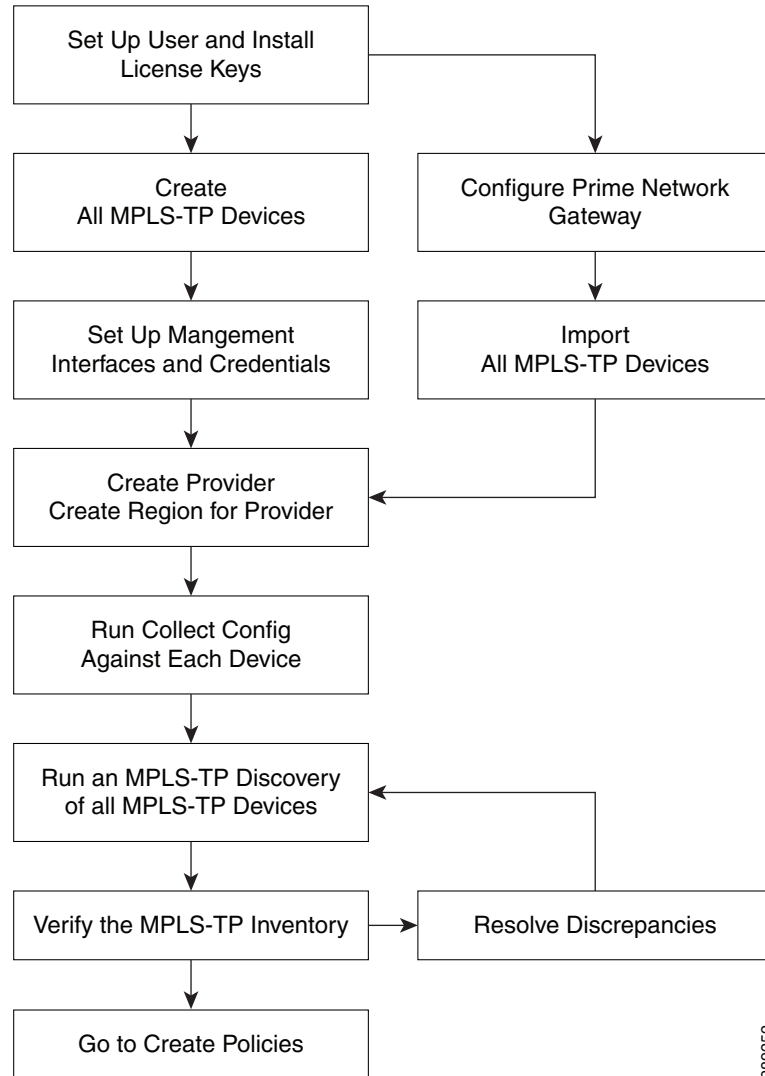 Set Up User and Install
License Keys
Create
All MPLS-TP Devices
Configure Prime Network
Gateway
Set Up Mangement
Interfaces and Credentials
Import
All MPLS-TP Devices
Create Provider
Create Region for Provider
Run Collect Config
Against Each Device
Run an MPLS-TP Discovery
of all MPLS-TP Devices
Verify the MPLS-TP Inventory
Resolve Discrepancies
Go to Create Policies